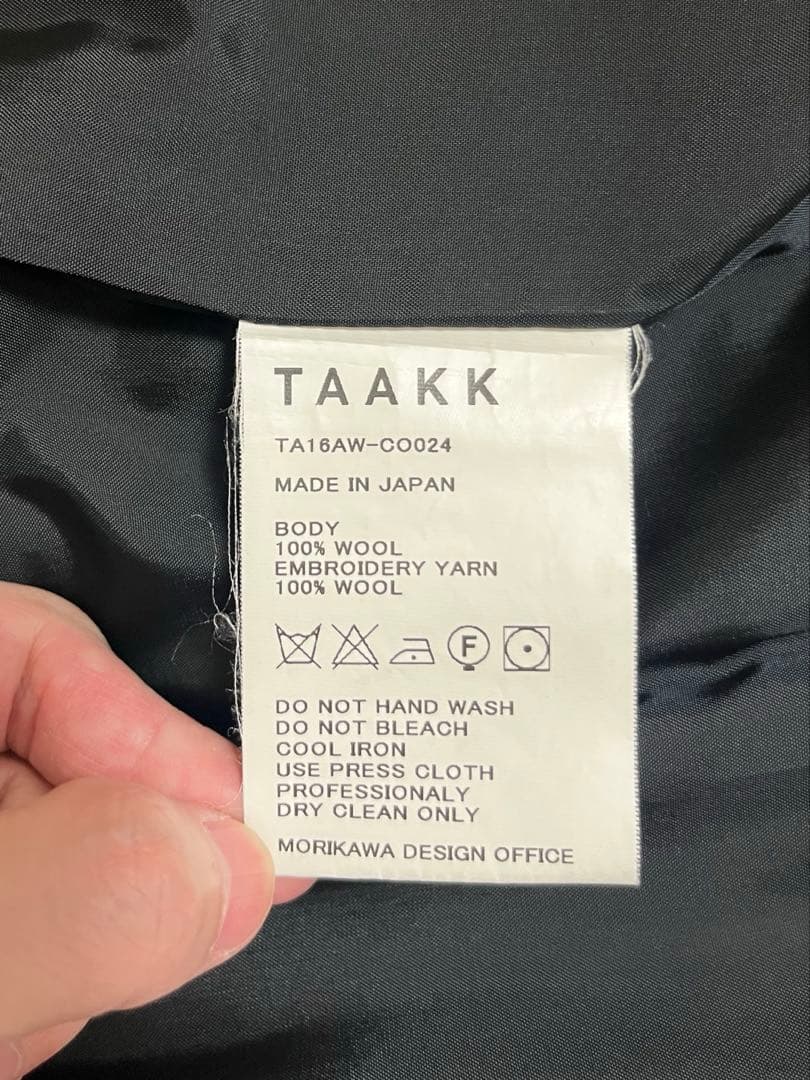 TAAKK
TA16AW-CO024
MADE IN JAPAN
BODY
100% WOOL
EMBROIDERY YARN
100% WOOL
F
DO NOT HAND WASH
DO NOT BLEACH
COOL IRON
USE PRESS CLOTH
PROFESSIONALY
DRY CLEAN ONLY
MORIKAWA DESIGN OFFICE